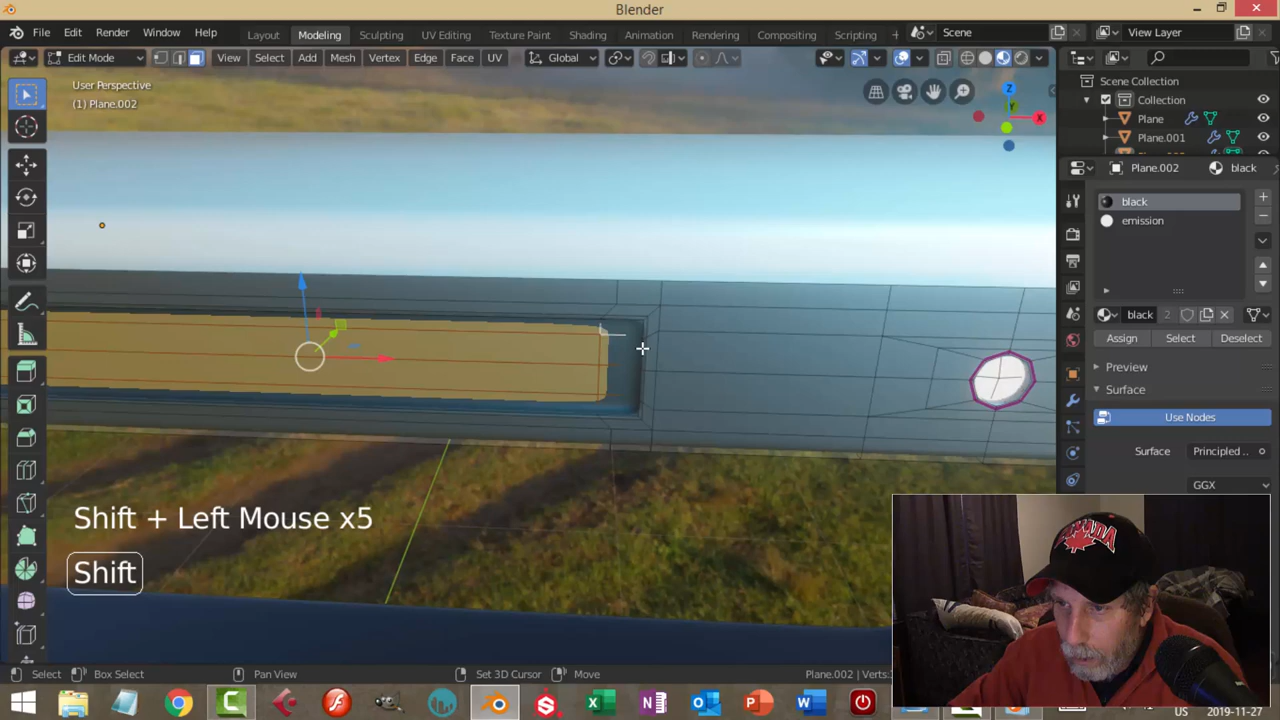 Blender
File Edit Render Window Help Layout Modeling Sculpting UV Editing Texture Paint Shading Animation Rendering Compositing Scripting + Scene View Layer
Edit Mode View Select Add Mesh Vertex Edge Face UV Global
User Perspective
(1) Plane.002
Z
Y
X
Scene Collection
Collection
Plane
Plane.001
Plane.002 black
black
emission
black 2
Assign Select Deselect
Preview
Surface
Use Nodes
Surface Principled ..
GGX
Shift + Left Mouse x5
Shift
CANADA
Select Box Select Pan View Set 3D Cursor Move Plane.002 | Verts:
US 2019-11-27